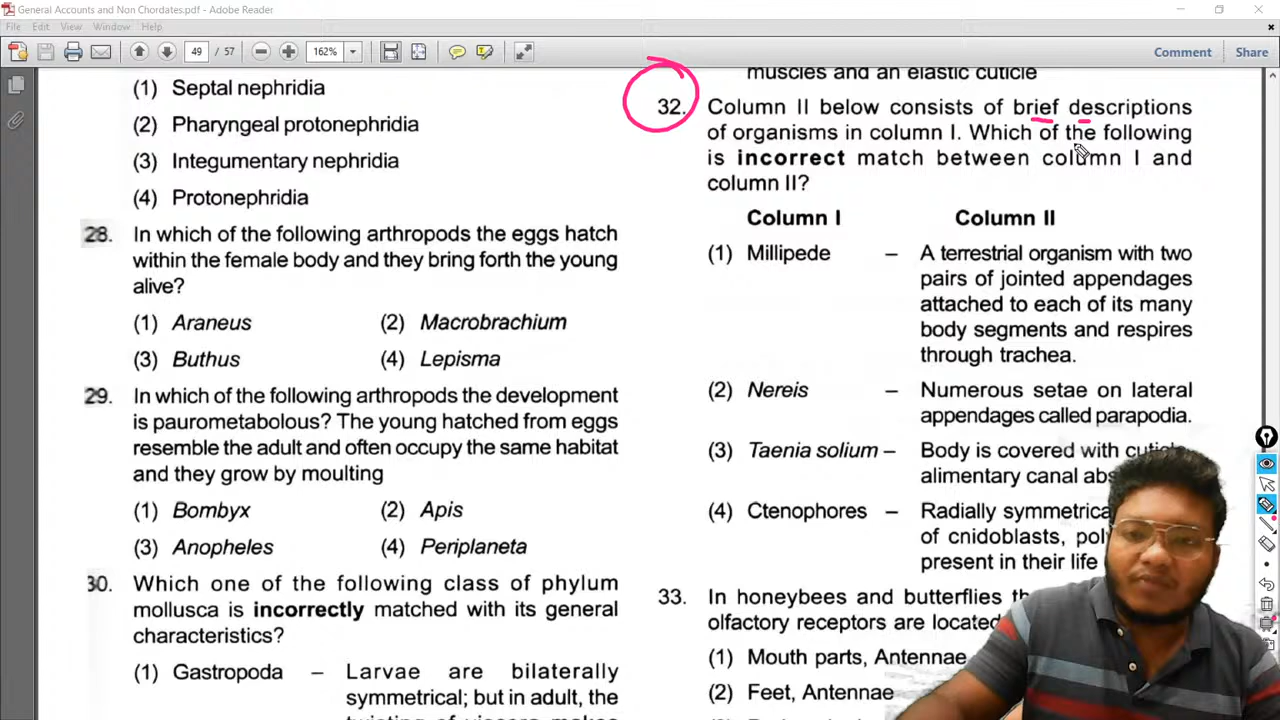 General Accounts and Non Chordates.pdf - Adobe Reader
File Edit View Window Help
49 / 57 162% Comment Share
(1) Septal nephridia
(2) Pharyngeal protonephridia
(3) Integumentary nephridia
(4) Protonephridia
28. In which of the following arthropods the eggs hatch
within the female body and they bring forth the young
alive?
(1) Araneus (2) Macrobrachium
(3) Buthus (4) Lepisma
29. In which of the following arthropods the development
is paurometabolous? The young hatched from eggs
resemble the adult and often occupy the same habitat
and they grow by moulting
(1) Bombyx (2) Apis
(3) Anopheles (4) Periplaneta
30. Which one of the following class of phylum
mollusca is incorrectly matched with its general
characteristics?
(1) Gastropoda – Larvae are bilaterally
symmetrical; but in adult, the
muscles and an elastic cuticle
32. Column II below consists of brief descriptions
of organisms in column I. Which of the following
is incorrect match between column I and
column II?
Column I Column II
(1) Millipede – A terrestrial organism with two
pairs of jointed appendages
attached to each of its many
body segments and respires
through trachea.
(2) Nereis – Numerous setae on lateral
appendages called parapodia.
(3) Taenia solium – Body is covered with
alimentary canal
(4) Ctenophores – Radially
of cnidoblasts,
present in their life
33. In honeybees and butterflies
olfactory receptors are located
(1) Mouth parts, Antennae
(2) Feet, Antennae